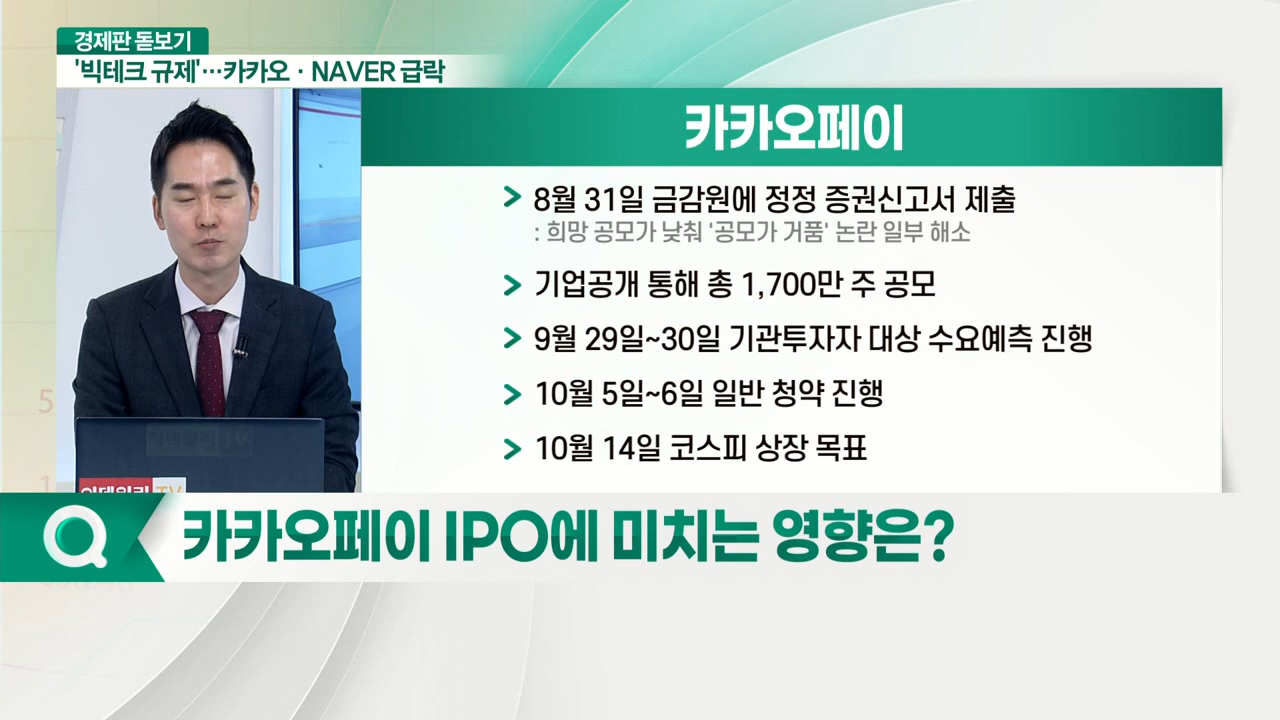 경제판 돋보기
'빅테크 규제'…카카오 · NAVER 급락
카카오페이
> 8월 31일 금감원에 정정 증권신고서 제출
: 희망 공모가 낮춰 '공모가 거품' 논란 일부 해소
> 기업공개 통해 총 1,700만 주 공모
> 9월 29일~30일 기관투자자 대상 수요예측 진행
> 10월 5일~6일 일반 청약 진행
> 10월 14일 코스피 상장 목표
이데일리 TV
카카오페이 IPO에 미치는 영향은?